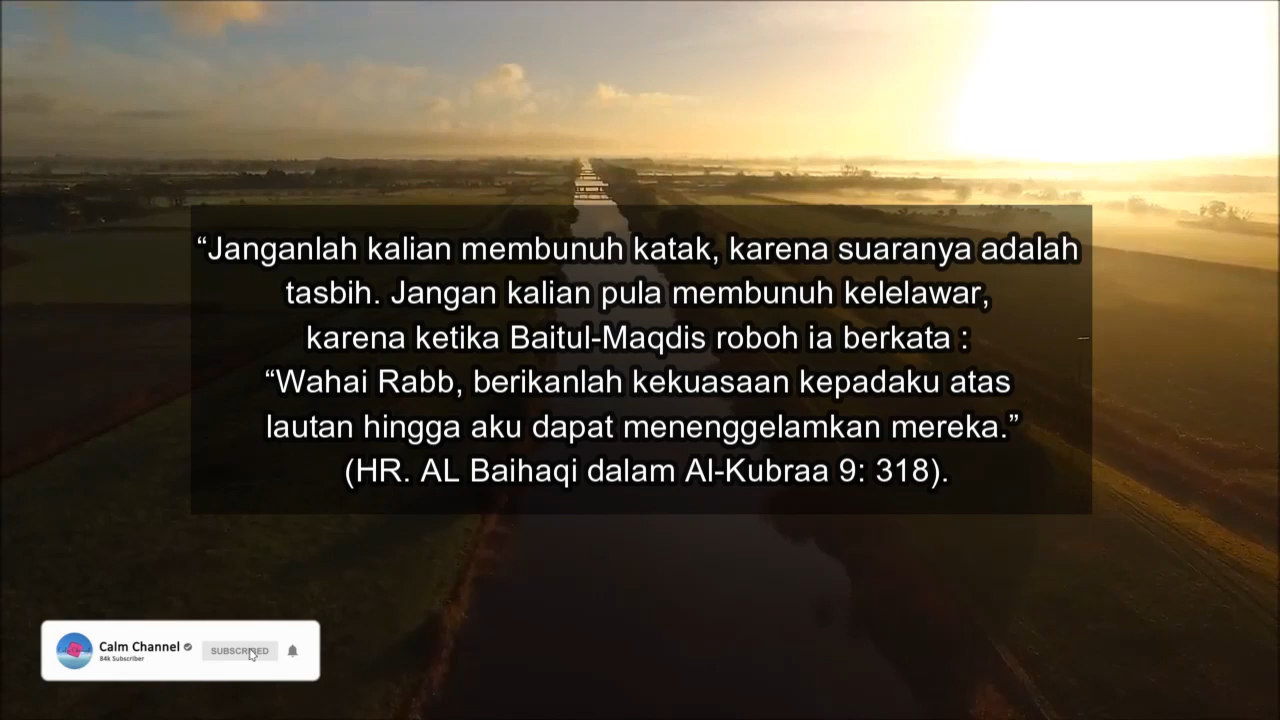 “Janganlah kalian membunuh katak, karena suaranya adalah
tasbih. Jangan kalian pula membunuh kelelawar,
karena ketika Baitul-Maqdis roboh ia berkata :
“Wahai Rabb, berikanlah kekuasaan kepadaku atas
lautan hingga aku dapat menenggelamkan mereka.”
(HR. AL Baihaqi dalam Al-Kubraa 9: 318).
Calm Channel
84k Subscriber
SUBSCRIBED